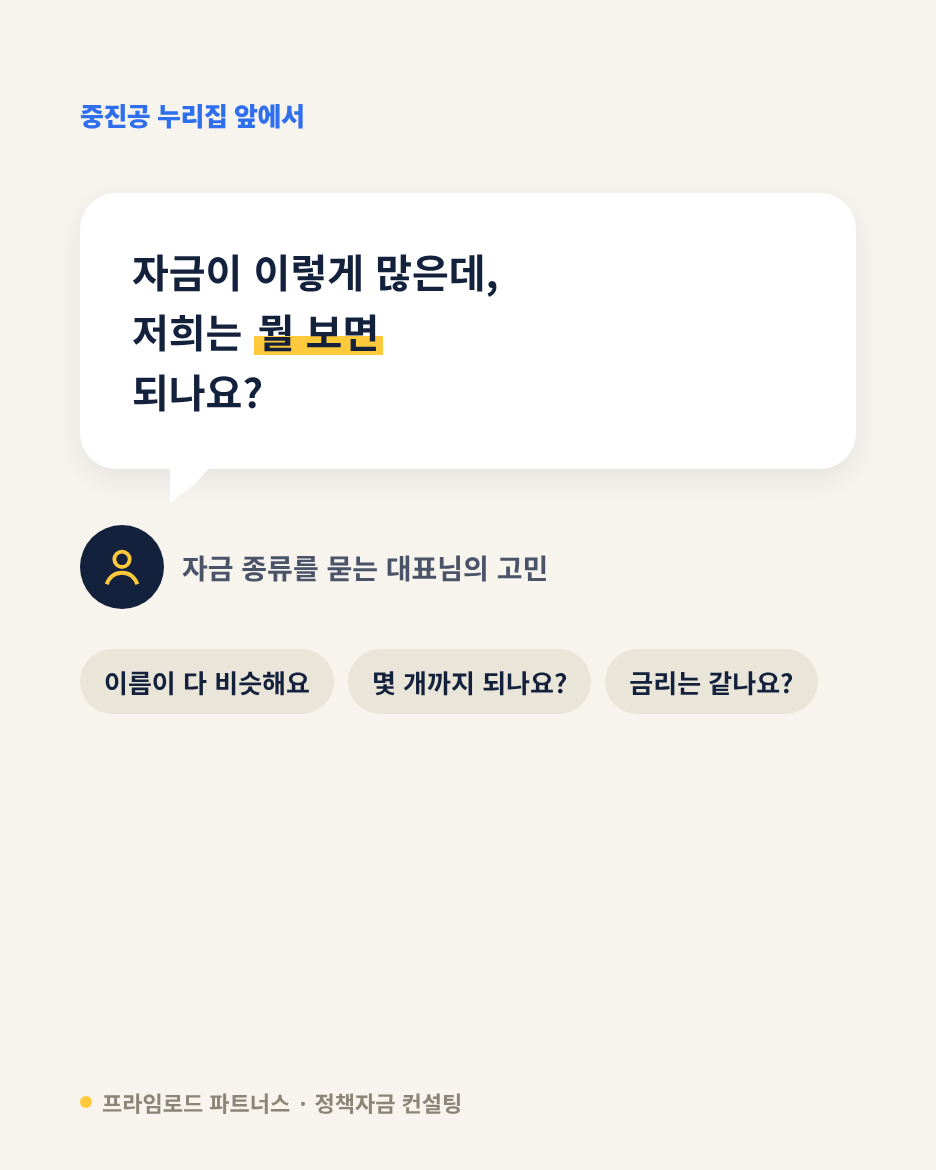 중진공 누리집 앞에서
자금이 이렇게 많은데,
저희는 뭘 보면
되나요?
자금 종류를 묻는 대표님의 고민
이름이 다 비슷해요
몇 개까지 되나요?
금리는 같나요?
프라임로드 파트너스 · 정책자금 컨설팅